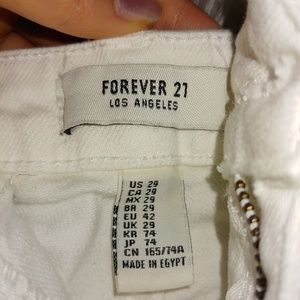 FOREVER 21
LOS ANGELES
US 29
CA 29
MX 29
BR 29
EU 42
UK 29
KR 74
JP 74
CN 165/74A
MADE IN EGYPT